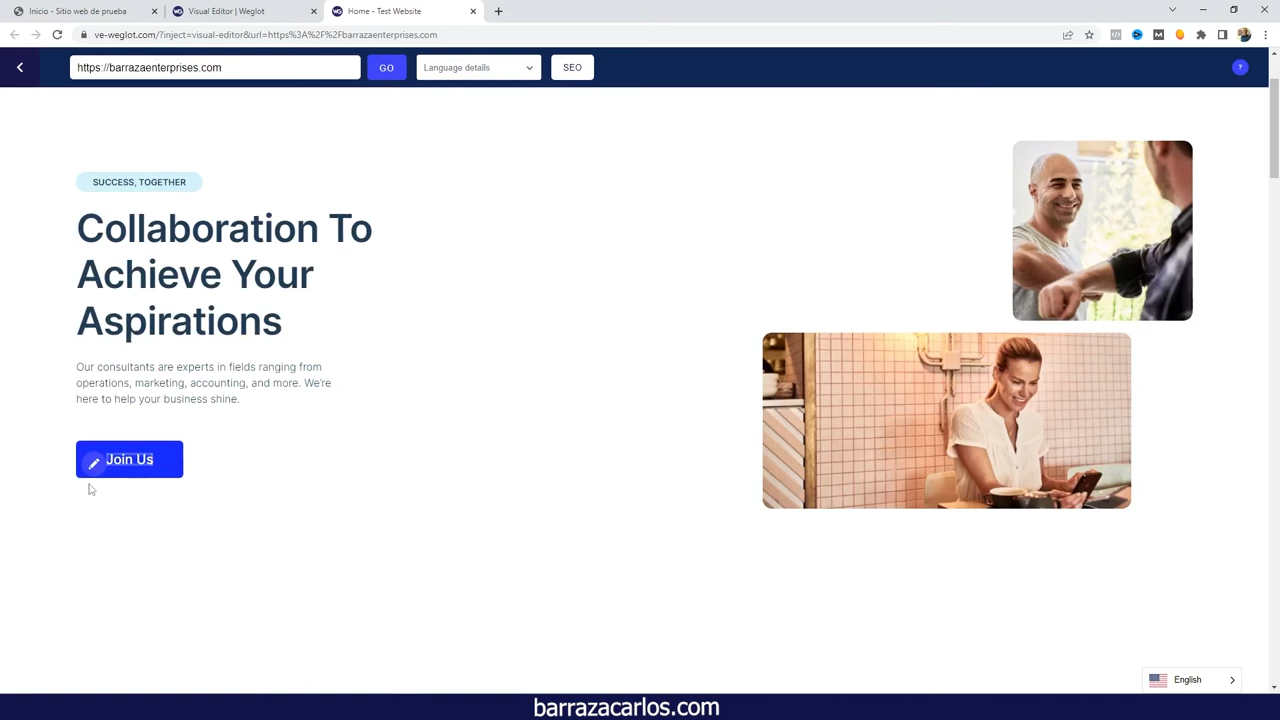 Inicio - Sitio web de prueba
Visual Editor | Weglot
Home - Test Website
ve-weglot.com/?inject=visual-editor&url=https%3A%2F%2Fbarrazaenterprises.com
https://barrazaenterprises.com
GO
Language details
SEO
?
SUCCESS, TOGETHER
Collaboration To
Achieve Your
Aspirations
Our consultants are experts in fields ranging from
operations, marketing, accounting, and more. We're
here to help your business shine.
Join Us
English
barrazacarlos.com